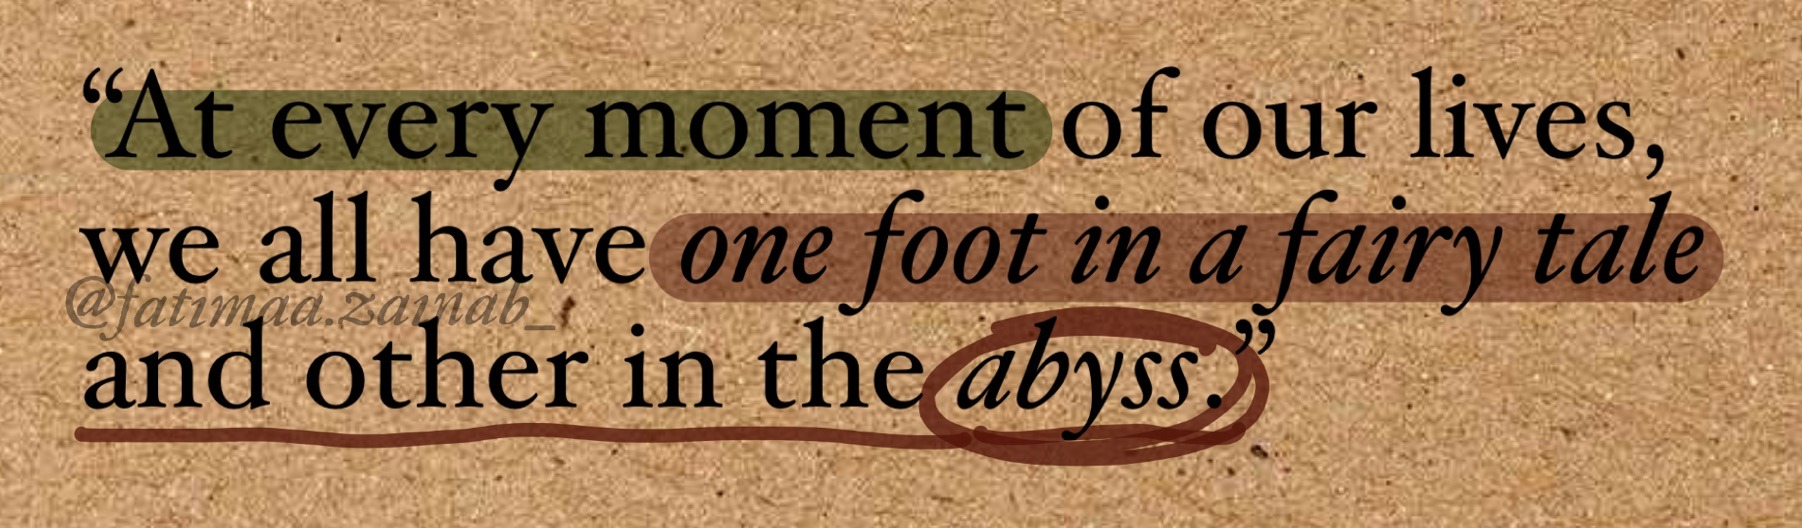 “At every moment of our lives,
we all have one foot in a fairy tale
@fatimaa.zainab_
and other in the abyss.”